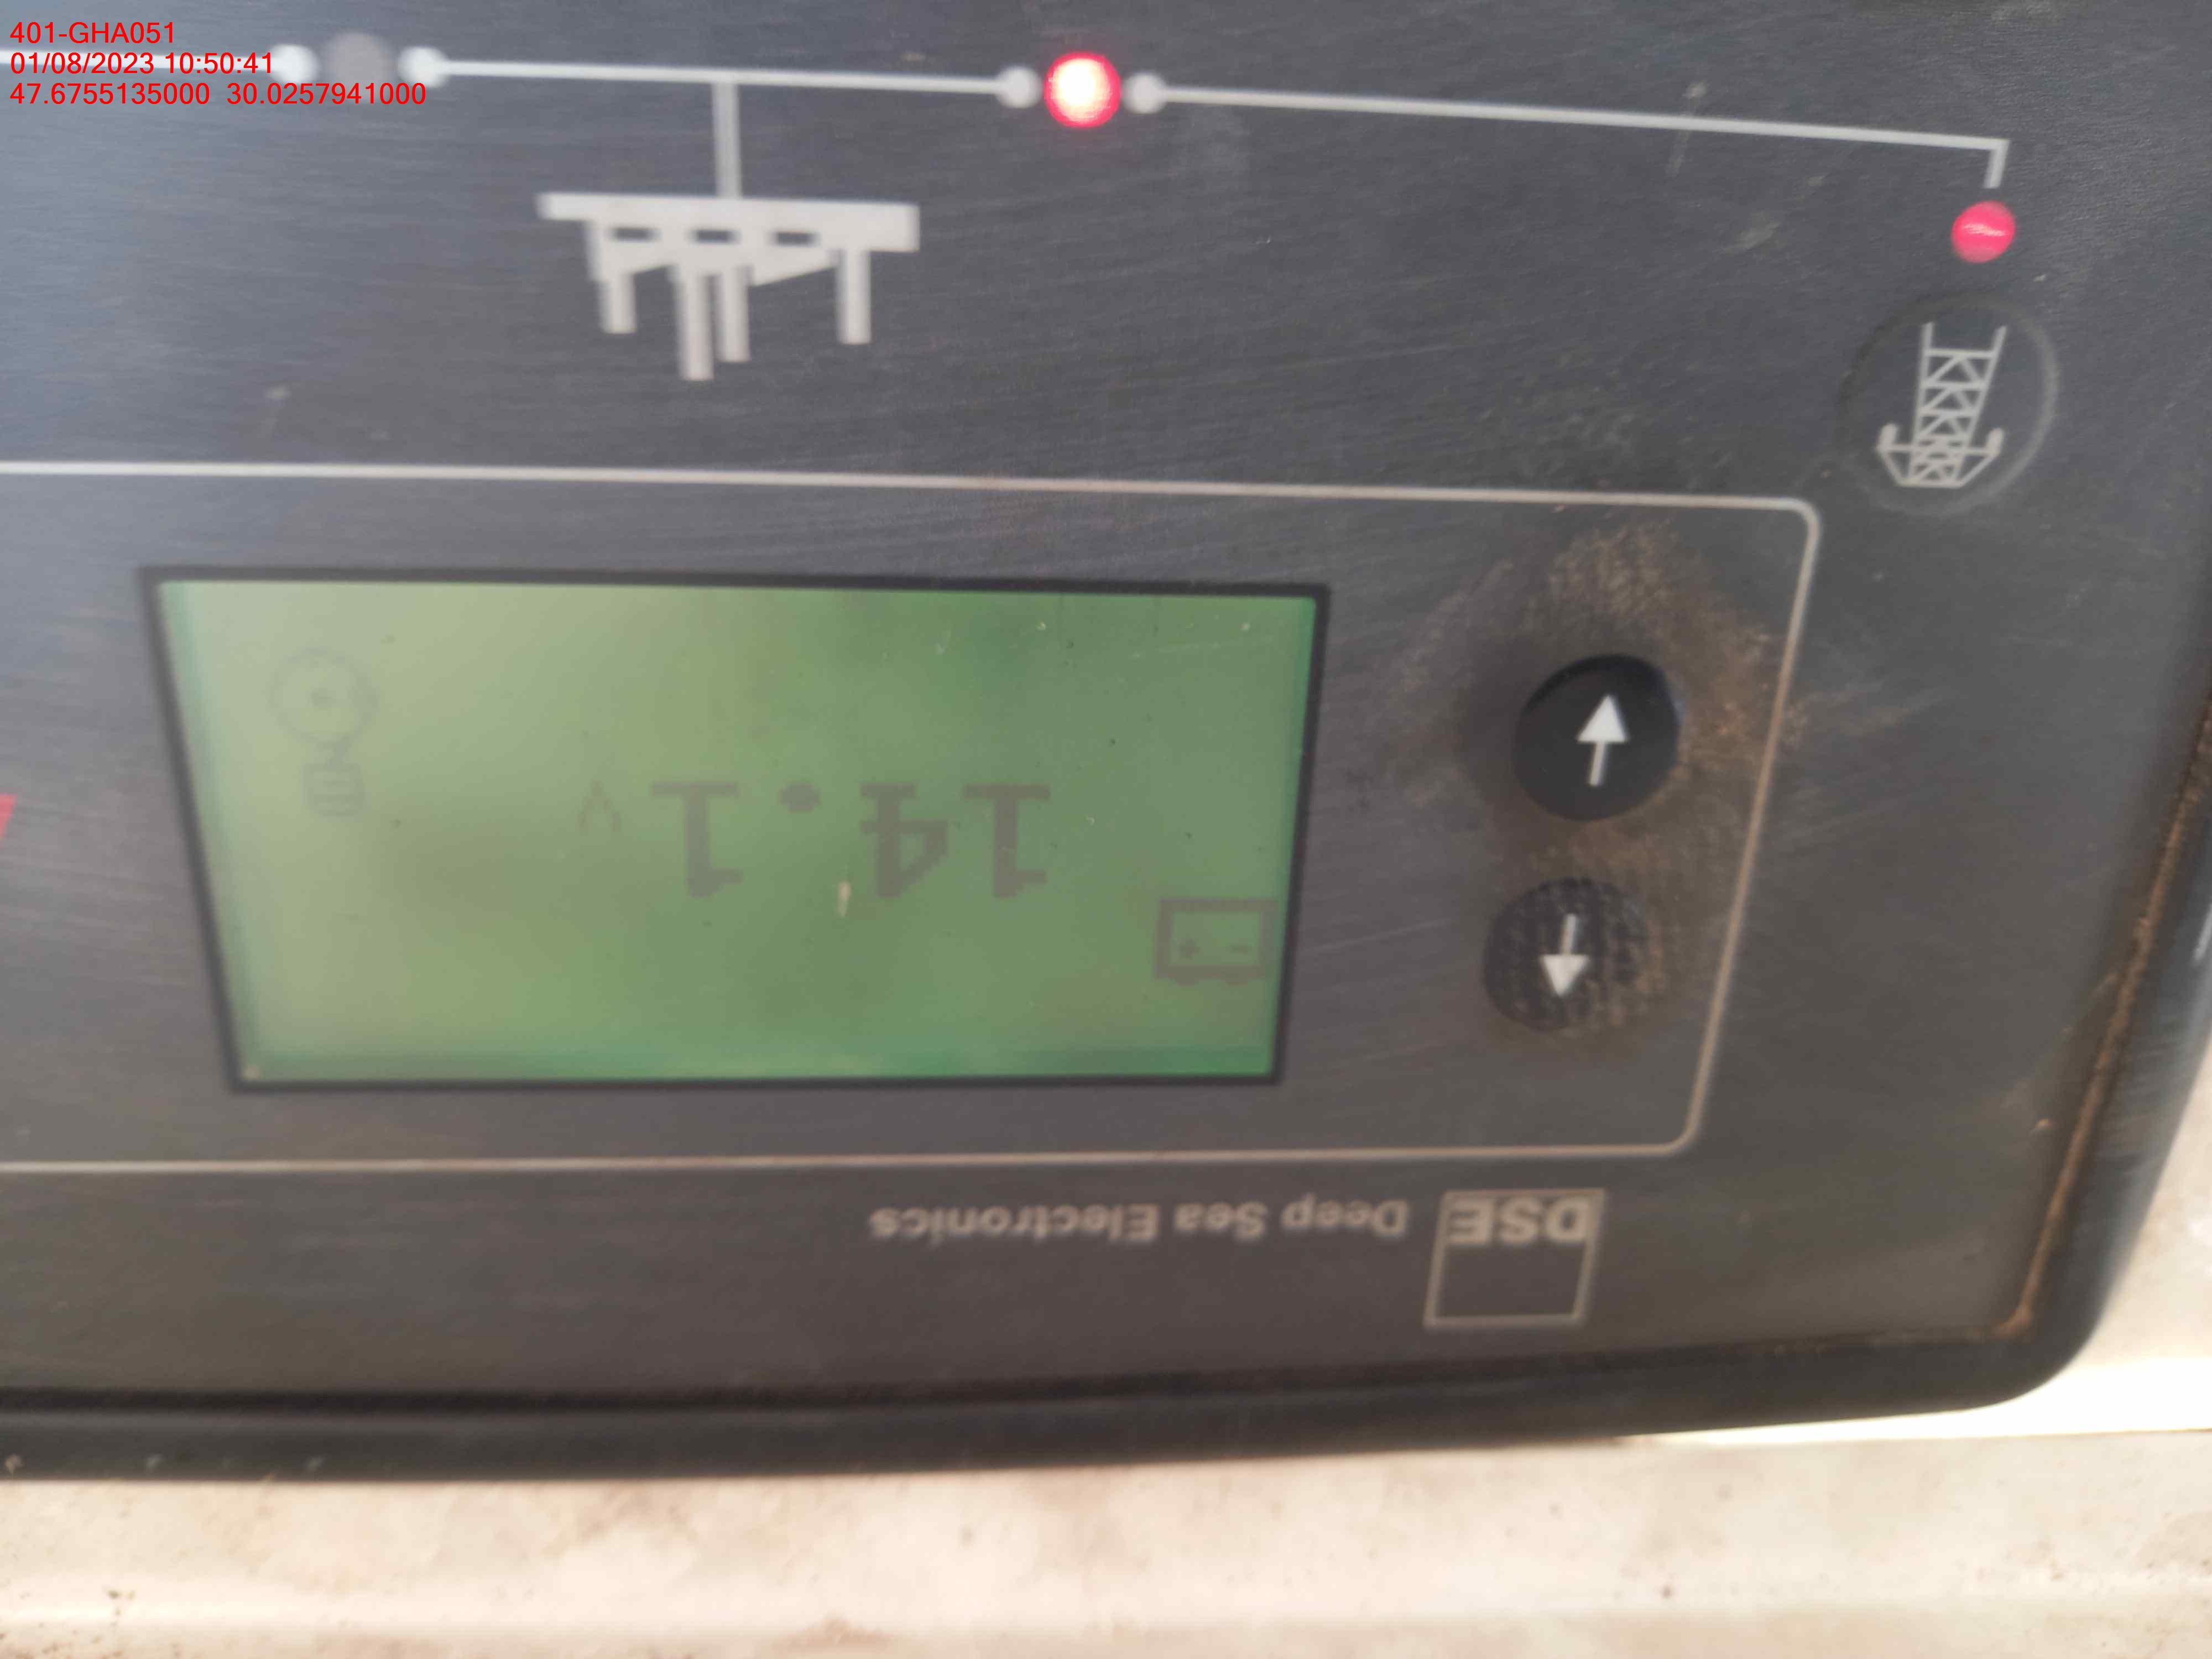 401-GHA051
01/08/2023 10:50:41
47.6755135000 30.0257941000
14.1 V
DSE Deep Sea Electronics